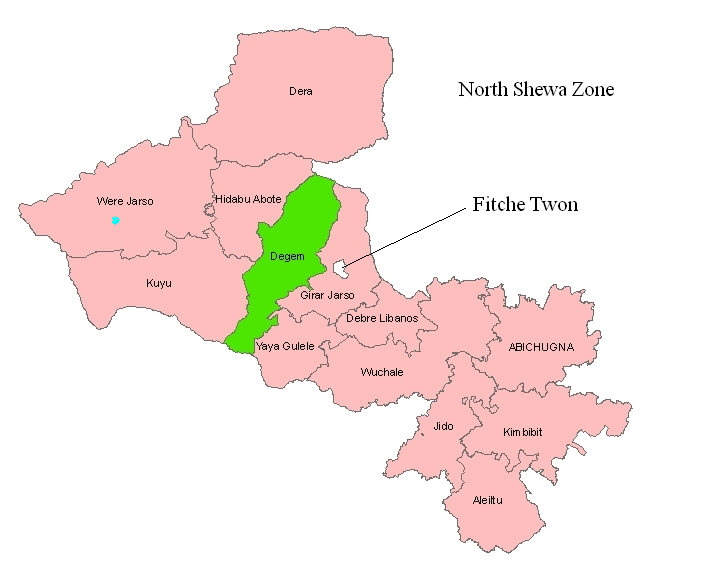 Dera
North Shewa Zone
Were Jarso
Hidabu Abote
Fitche Twon
Degem
Kuyu
Girar Jarso
Debre Libanos
Yaya Gulele
ABICHUGNA
Wuchale
Jido
Kimbibit
Aleiltu